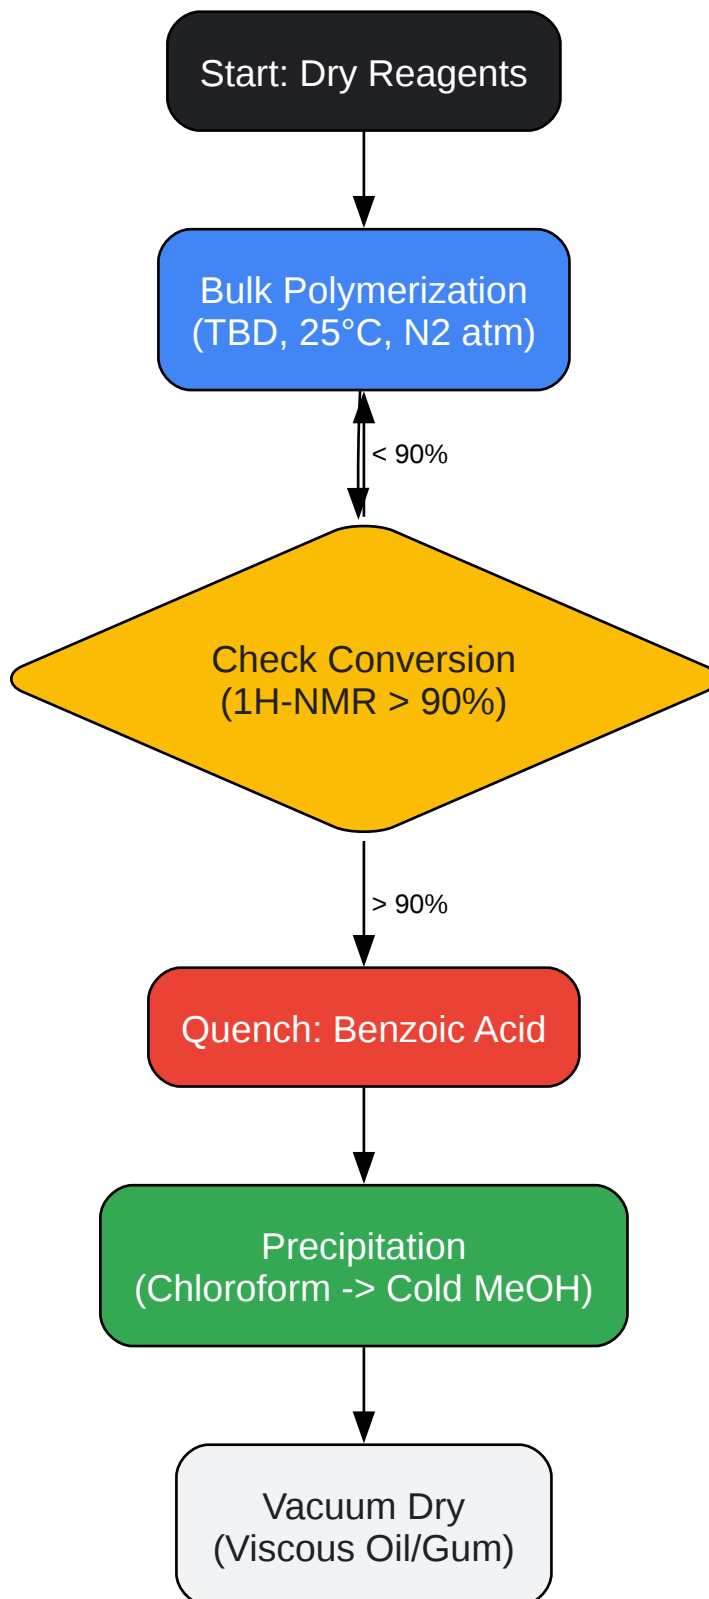 Start: Dry Reagents
Bulk Polymerization
(TBD, 25°C, N2 atm)
< 90%
Check Conversion
(1H-NMR > 90%)
> 90%
Quench: Benzoic Acid
Precipitation
(Chloroform -> Cold MeOH)
Vacuum Dry
(Viscous Oil/Gum)